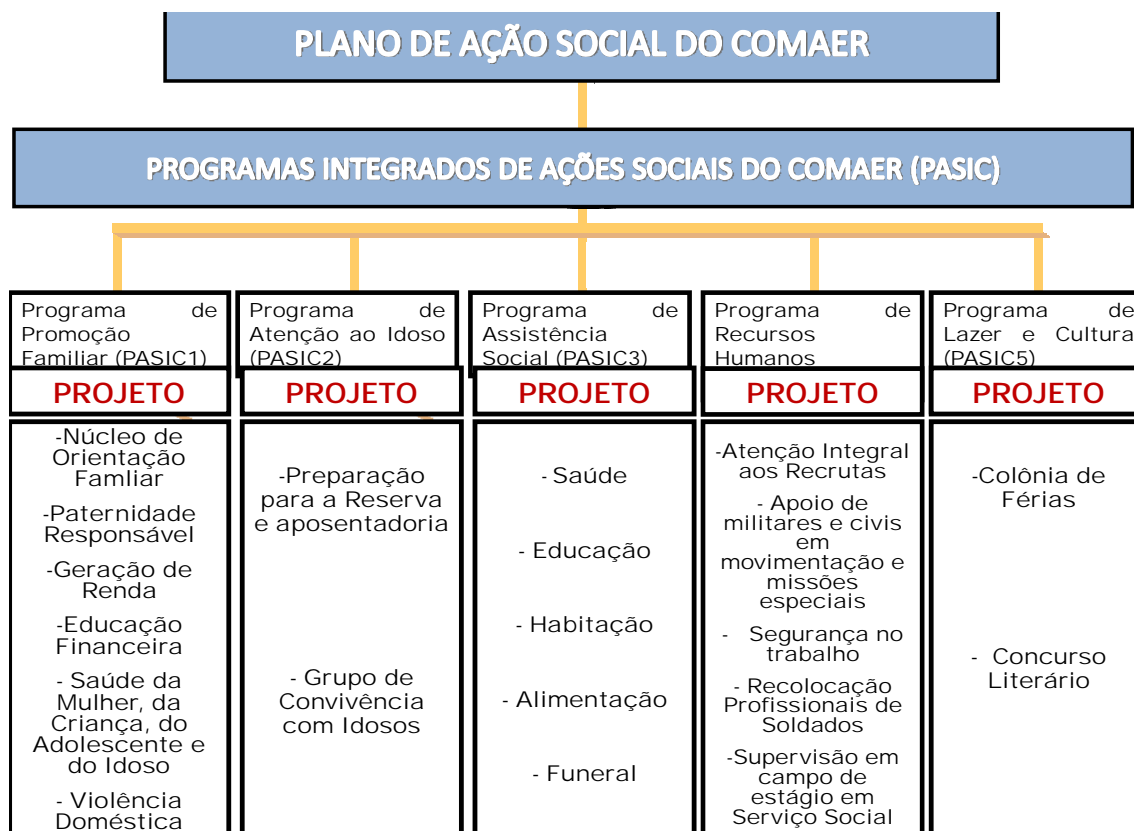 PLANO DE AÇÃO SOCIAL DO COMAER
PROGRAMAS INTEGRADOS DE AÇÕES SOCIAIS DO COMAER (PASIC)
Programa de
Promoção
Familiar (PASIC1)
PROJETO
-Núcleo de
Orientação
Famliar
-Paternidade
Responsável
-Geração de
Renda
-Educação
Financeira
- Saúde da
Mulher, da
Criança, do
Adolescente e
do Idoso
- Violência
Doméstica
Programa de
Atenção ao Idoso
(PASIC2)
PROJETO
-Preparação
para a Reserva
e aposentadoria
- Grupo de
Convivência
com Idosos
Programa de
Assistência
Social (PASIC3)
PROJETO
- Saúde
- Educação
- Habitação
- Alimentação
- Funeral
Programa de
Recursos
Humanos
PROJETO
-Atenção Integral
aos Recrutas
- Apoio de
militares e civis
em
movimentação e
missões
especiais
- Segurança no
trabalho
- Recolocação
Profissionais de
Soldados
-Supervisão em
campo de
estágio em
Serviço Social
Programa de
Lazer e Cultura
(PASIC5)
PROJETO
-Colônia de
Férias
- Concurso
Literário